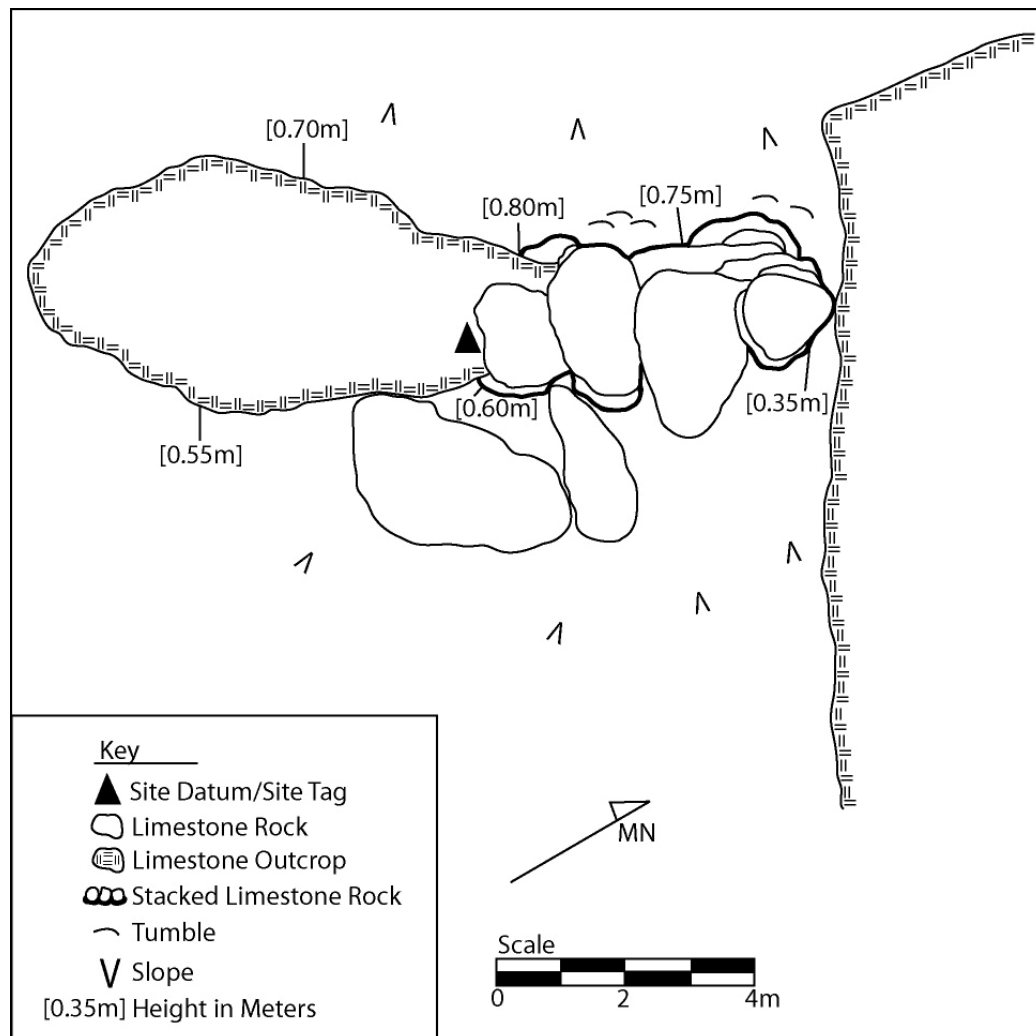 [0.70m]
[0.80m]
[0.75m]
[0.60m]
[0.35m]
[0.55m]
Key
Site Datum/Site Tag
Limestone Rock
Limestone Outcrop
Stacked Limestone Rock
Tumble
Slope
[0.35m] Height in Meters
MN
Scale
0 2 4m